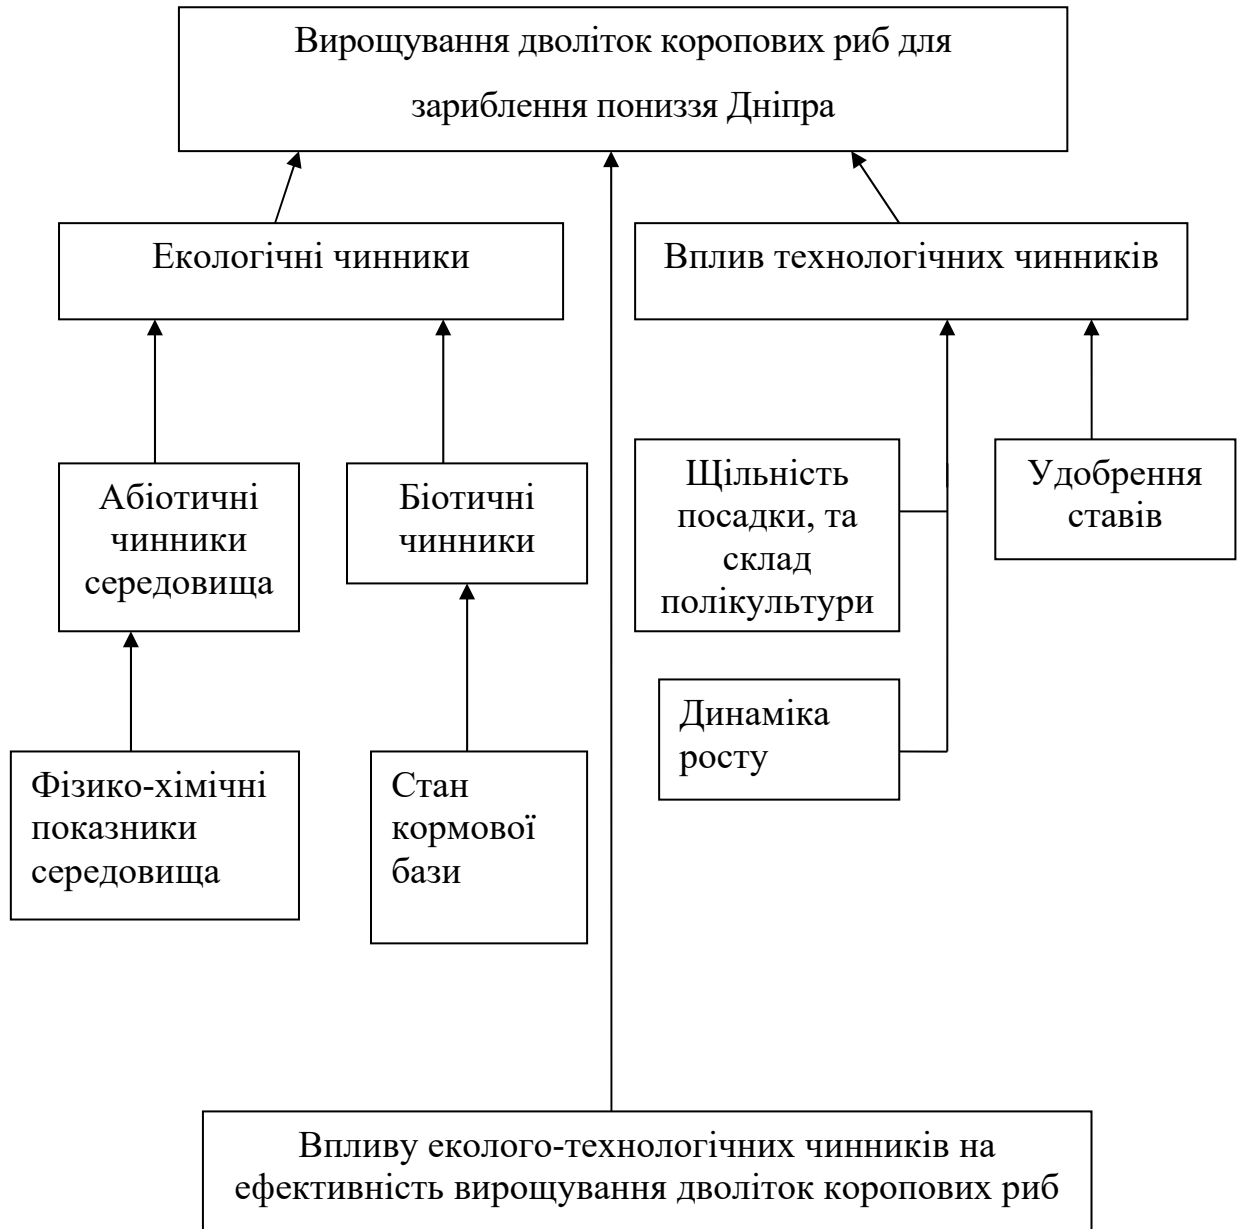 Вирощування дволіток коропових риб для
зариблення пониззя Дніпра
Екологічні чинники
Вплив технологічних чинників
Абіотичні
чинники
середовища
Біотичні
чинники
Щільність
посадки, та
склад
полікультури
Удобрення
ставів
Динаміка
росту
Фізико-хімічні
показники
середовища
Стан
кормової
бази
Впливу еколого-технологічних чинників на
ефективність вирощування дволіток коропових риб